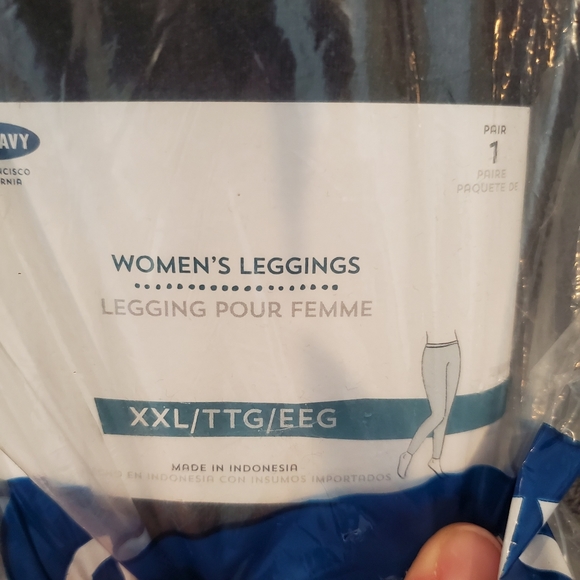 AVY
CISCO
RNIA
PAIR
1
PAIRE
PAQUETE DE
WOMEN'S LEGGINGS
LEGGING POUR FEMME
XXL/TTG/EEG
MADE IN INDONESIA
EN INDONESIA CON INSUMOS IMPORTADOS